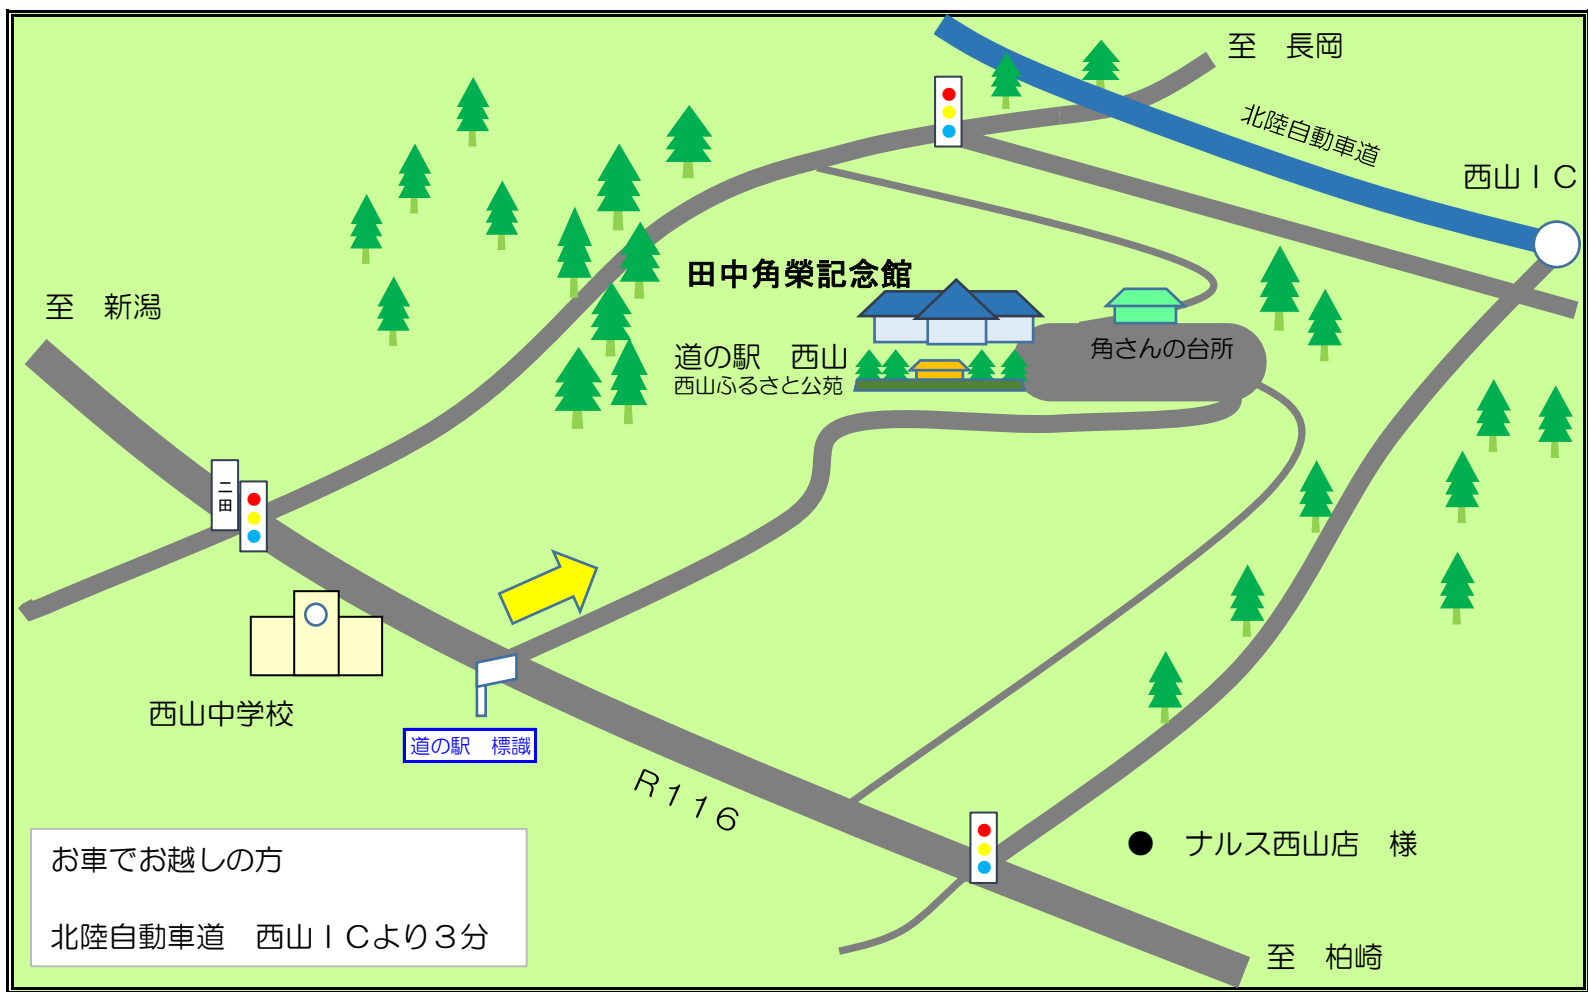 至　長岡
北陸自動車道
西山ＩＣ
田中角榮記念館
至　新潟
道の駅　西山
西山ふるさと公苑
角さんの台所
二田
西山中学校
道の駅　標識
Ｒ１１６
ナルス西山店　様
お車でお越しの方
北陸自動車道　西山ＩＣより３分
至　柏崎